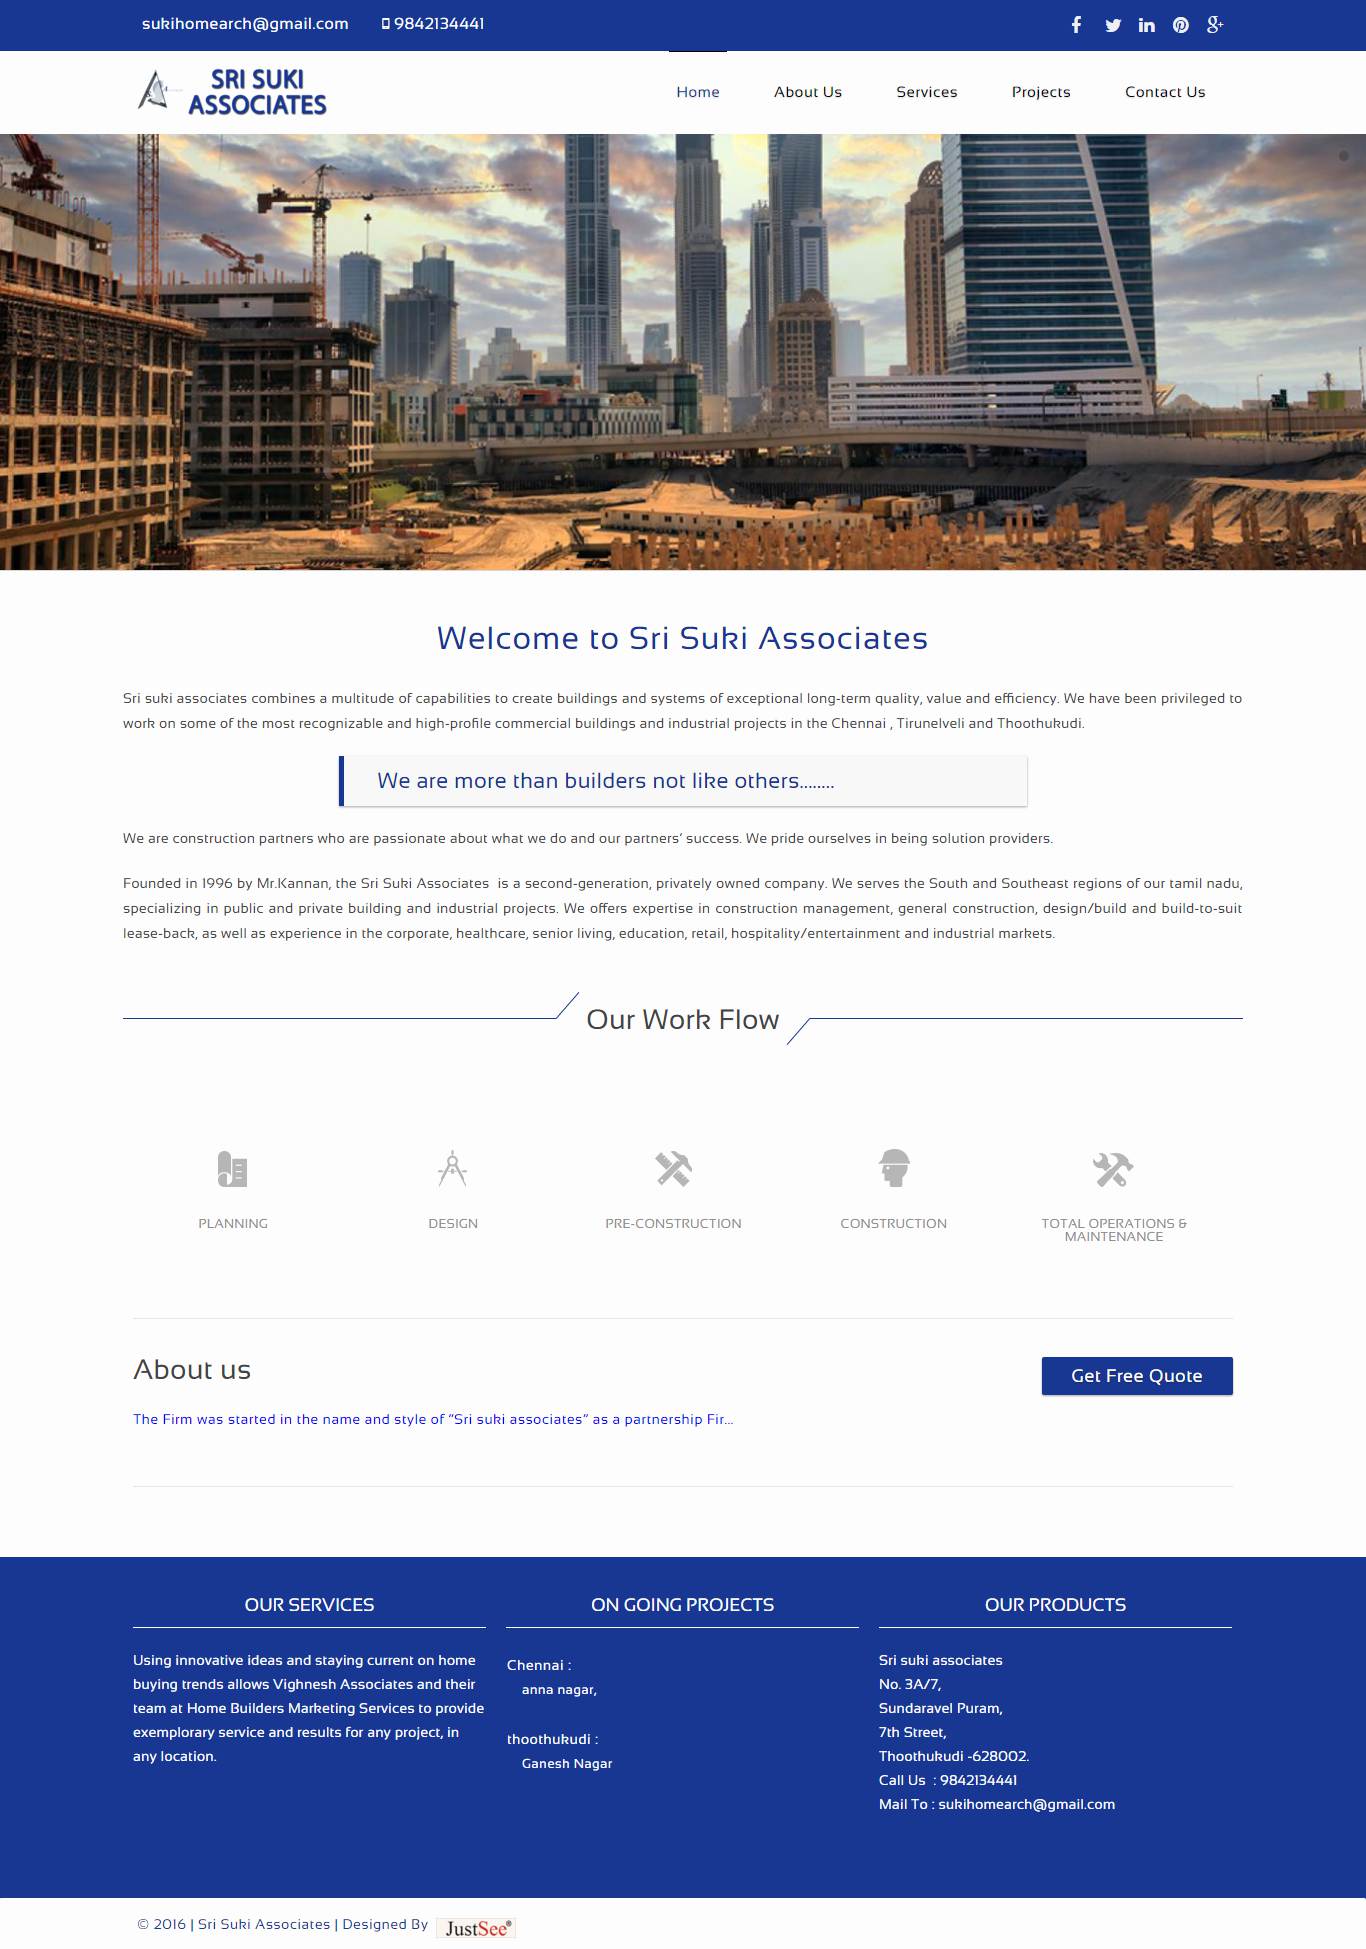 sukihomearch@gmail.com 9842134441
SRI SUKI
ASSOCIATES
Home About Us Services Projects Contact Us
Welcome to Sri Suki Associates
Sri suki associates combines a multitude of capabilities to create buildings and systems of exceptional long-term quality, value and efficiency. We have been privileged to
work on some of the most recognizable and high-profile commercial buildings and industrial projects in the Chennai , Tirunelveli and Thoothukudi.
We are more than builders not like others........
We are construction partners who are passionate about what we do and our partners’ success. We pride ourselves in being solution providers.
Founded in 1996 by Mr.Kannan, the Sri Suki Associates is a second-generation, privately owned company. We serves the South and Southeast regions of our tamil nadu,
specializing in public and private building and industrial projects. We offers expertise in construction management, general construction, design/build and build-to-suit
lease-back, as well as experience in the corporate, healthcare, senior living, education, retail, hospitality/entertainment and industrial markets.
Our Work Flow
PLANNING
DESIGN
PRE-CONSTRUCTION
CONSTRUCTION
TOTAL OPERATIONS &
MAINTENANCE
About us
Get Free Quote
The Firm was started in the name and style of “Sri suki associates” as a partnership Fir...
OUR SERVICES
Using innovative ideas and staying current on home
buying trends allows Vighnesh Associates and their
team at Home Builders Marketing Services to provide
exemplorary service and results for any project, in
any location.
ON GOING PROJECTS
Chennai :
anna nagar,
thoothukudi :
Ganesh Nagar
OUR PRODUCTS
Sri suki associates
No. 3A/7,
Sundaravel Puram,
7th Street,
Thoothukudi -628002.
Call Us : 9842134441
Mail To : sukihomearch@gmail.com
© 2016 | Sri Suki Associates | Designed By JustSee®